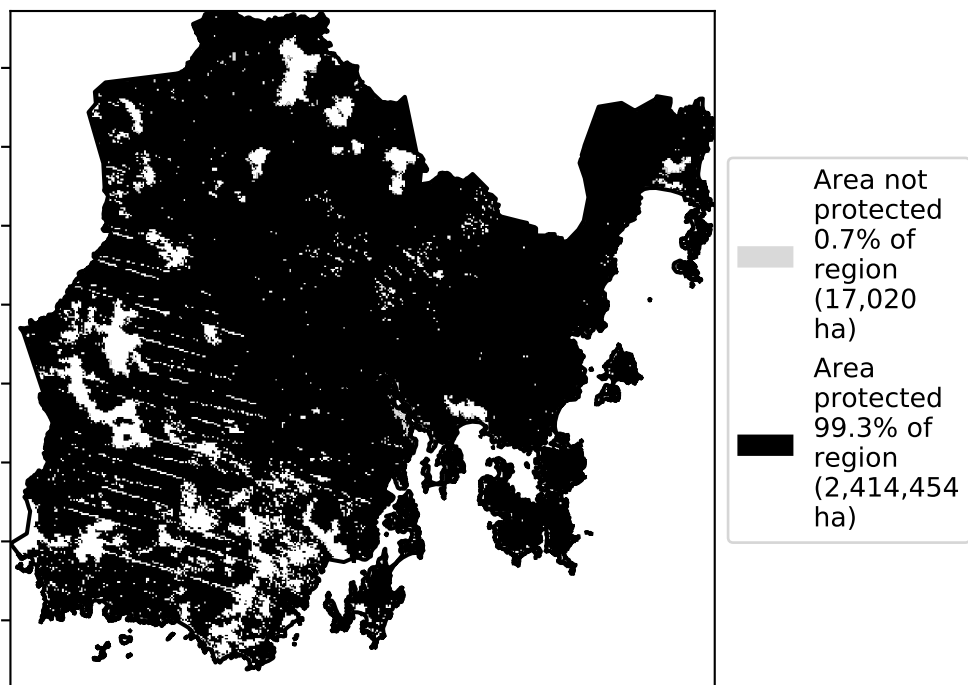 Area not
protected
0.7% of
region
(17,020
ha)
Area
protected
99.3% of
region
(2,414,454
ha)